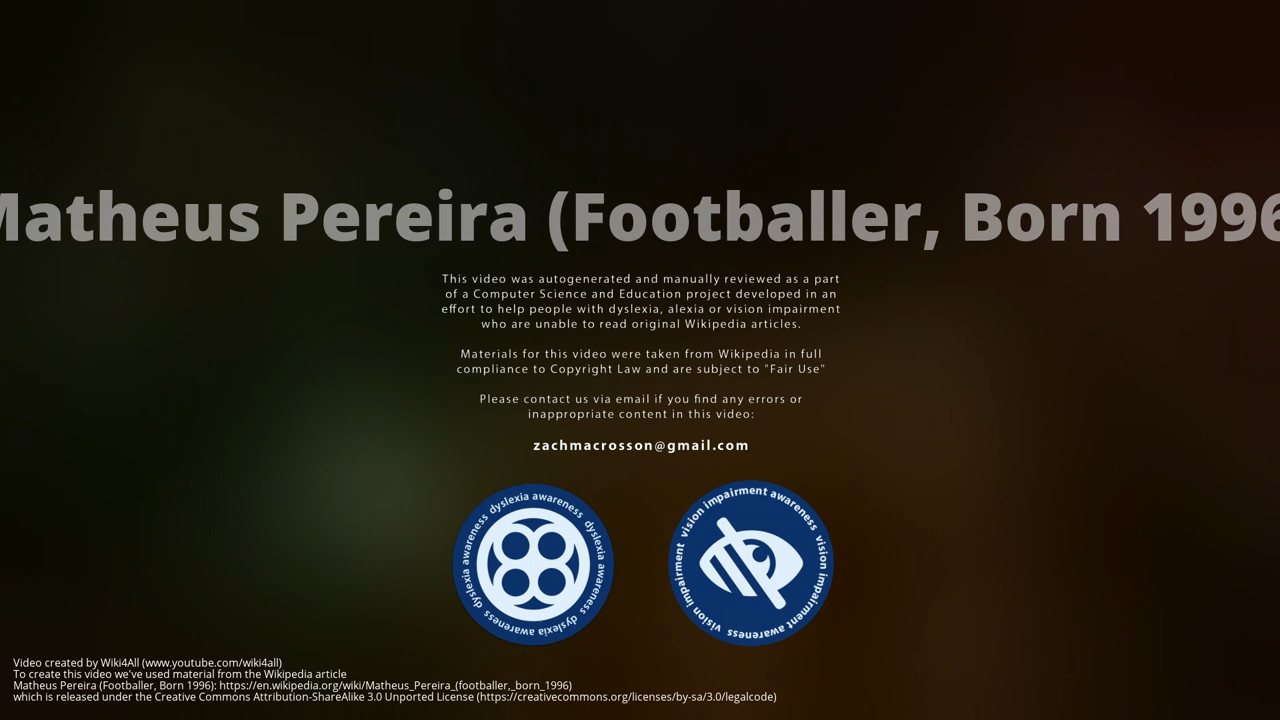 Matheus Pereira (Footballer, Born 1996
This video was autogenerated and manually reviewed as a part
of a Computer Science and Education project developed in an
effort to help people with dyslexia, alexia or vision impairment
who are unable to read original Wikipedia articles.
Materials for this video were taken from Wikipedia in full
compliance to Copyright Law and are subject to "Fair Use"
Please contact us via email if you find any errors or
inappropriate content in this video:
zachmacrosson@gmail.com
dyslexia awareness dyslexia awareness dyslexia awareness dyslexia awareness
vision impairment awareness vision impairment awareness vision impairment
Video created by Wiki4All (www.youtube.com/wiki4all)
To create this video we've used material from the Wikipedia article
Matheus Pereira (Footballer, Born 1996): https://en.wikipedia.org/wiki/Matheus_Pereira_(footballer,_born_1996)
which is released under the Creative Commons Attribution-ShareAlike 3.0 Unported License (https://creativecommons.org/licenses/by-sa/3.0/legalcode)